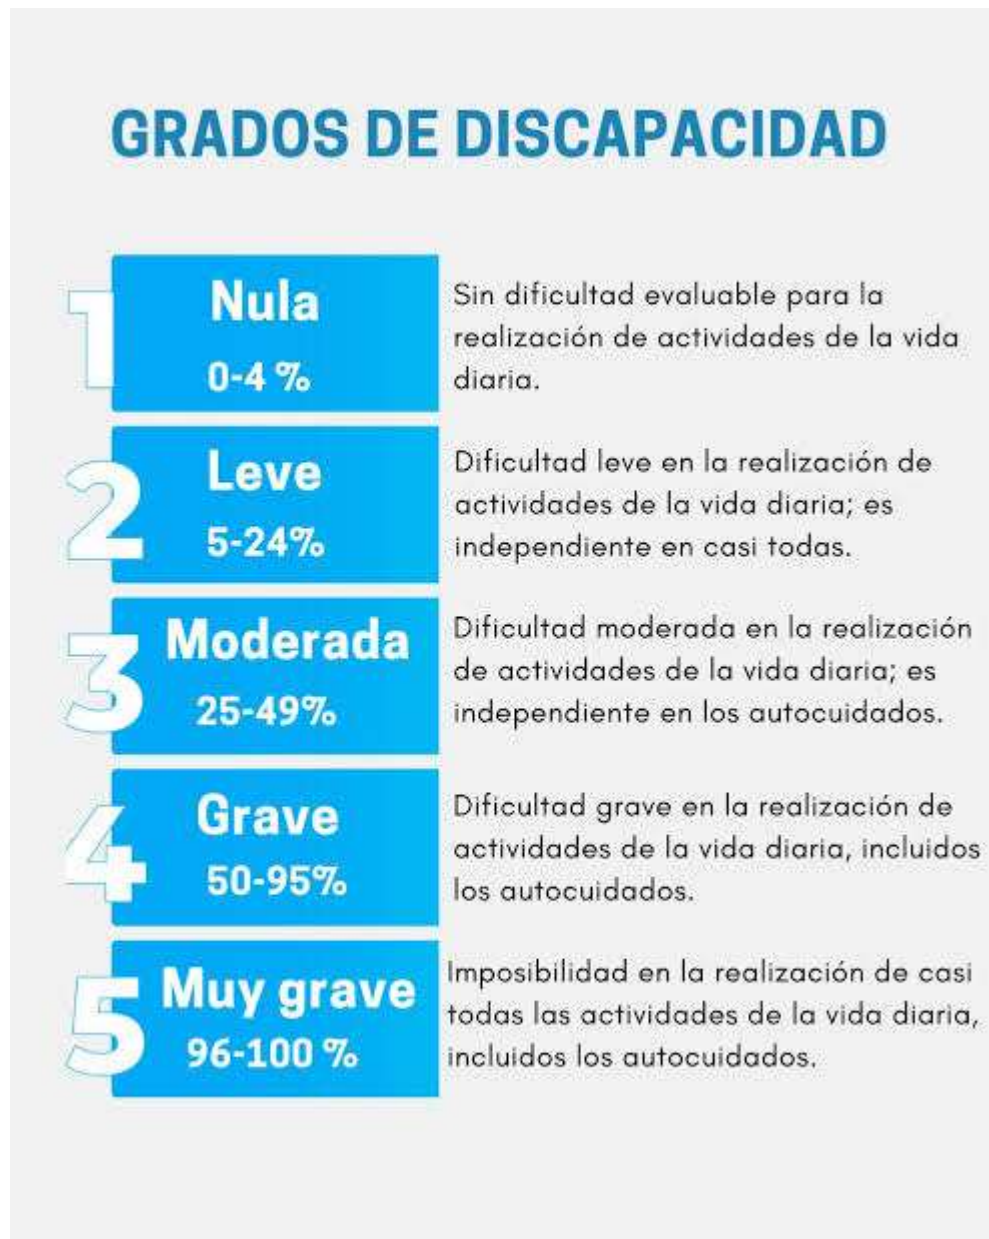 GRADOS DE DISCAPACIDAD
1
Nula
0-4 %
Sin dificultad evaluable para la
realización de actividades de la vida
diaria.
2
Leve
5-24%
Dificultad leve en la realización de
actividades de la vida diaria; es
independiente en casi todas.
3
Moderada
25-49%
Dificultad moderada en la realización
de actividades de la vida diaria; es
independiente en los autocuidados.
4
Grave
50-95%
Dificultad grave en la realización de
actividades de la vida diaria, incluidos
los autocuidados.
5
Muy grave
96-100 %
Imposibilidad en la realización de casi
todas las actividades de la vida diaria,
incluidos los autocuidados.